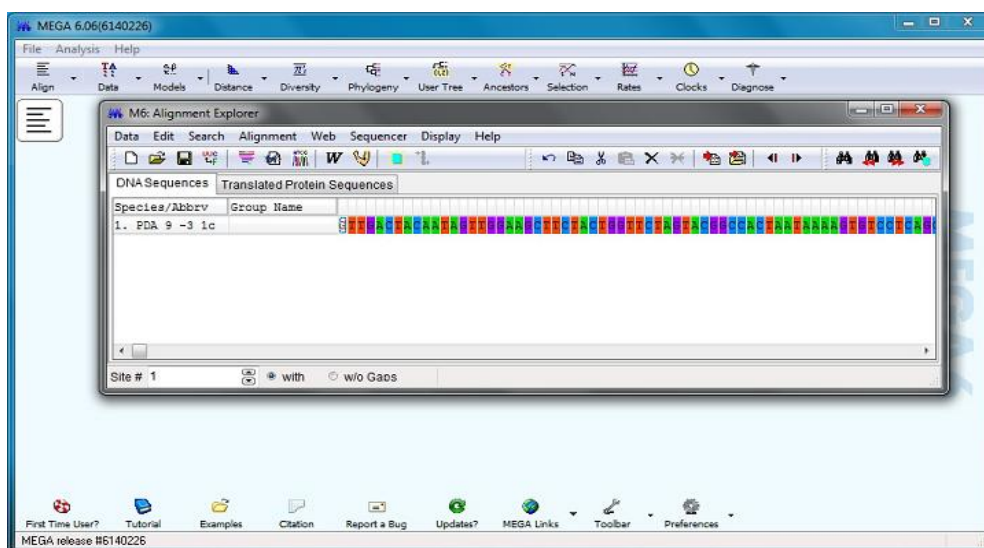 MEGA 6.06(6140226)
File Analysis Help
Align Data Models Distance Diversity Phylogeny User Tree Ancestors Selection Rates Clocks Diagnose
M6: Alignment Explorer
Data Edit Search Alignment Web Sequencer Display Help
W
DNA Sequences Translated Protein Sequences
Species/Abbrv Group Name
1. PDA 9 -3 1c GTTGACTACAATAGTTGGAAGCTTCTACTGGTTCTAGTACGGCCACTAATAAAAGTGTCCTCAG
Site # 1 with w/o Gaps
MEGA 6
First Time User? Tutorial Examples Citation Report a Bug Updates? MEGA Links Toolbar Preferences
MEGA release #6140226